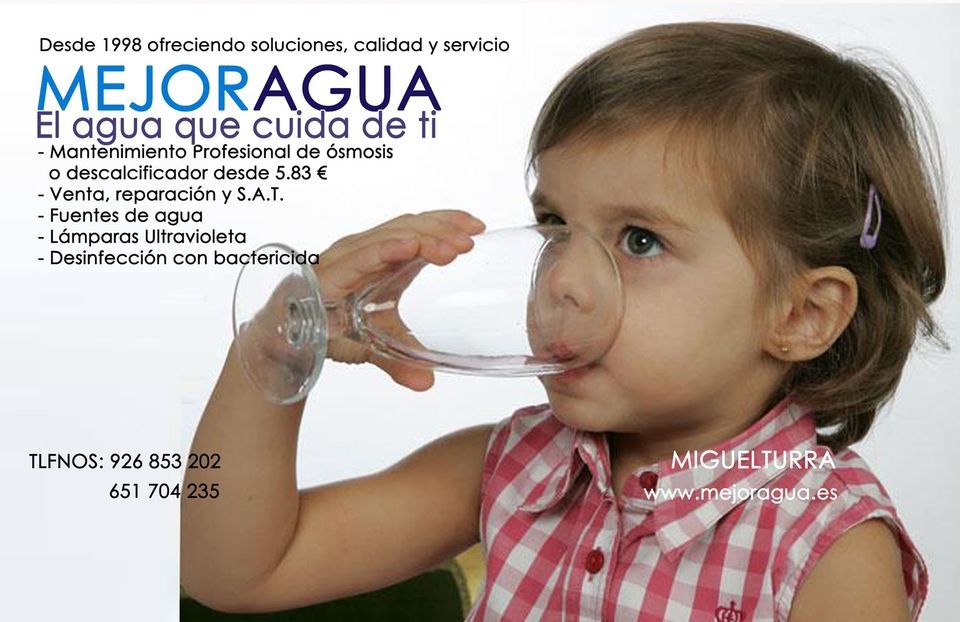 Desde 1998 ofreciendo soluciones, calidad y servicio
MEJORAGUA
El agua que cuida de ti
- Mantenimiento Profesional de ósmosis
o descalcificador desde 5.83 €
- Venta, reparación y S.A.T.
- Fuentes de agua
- Lámparas Ultravioleta
- Desinfección con bactericida
TLFNOS: 926 853 202
651 704 235
MIGUELTURRA
www.mejoragua.es